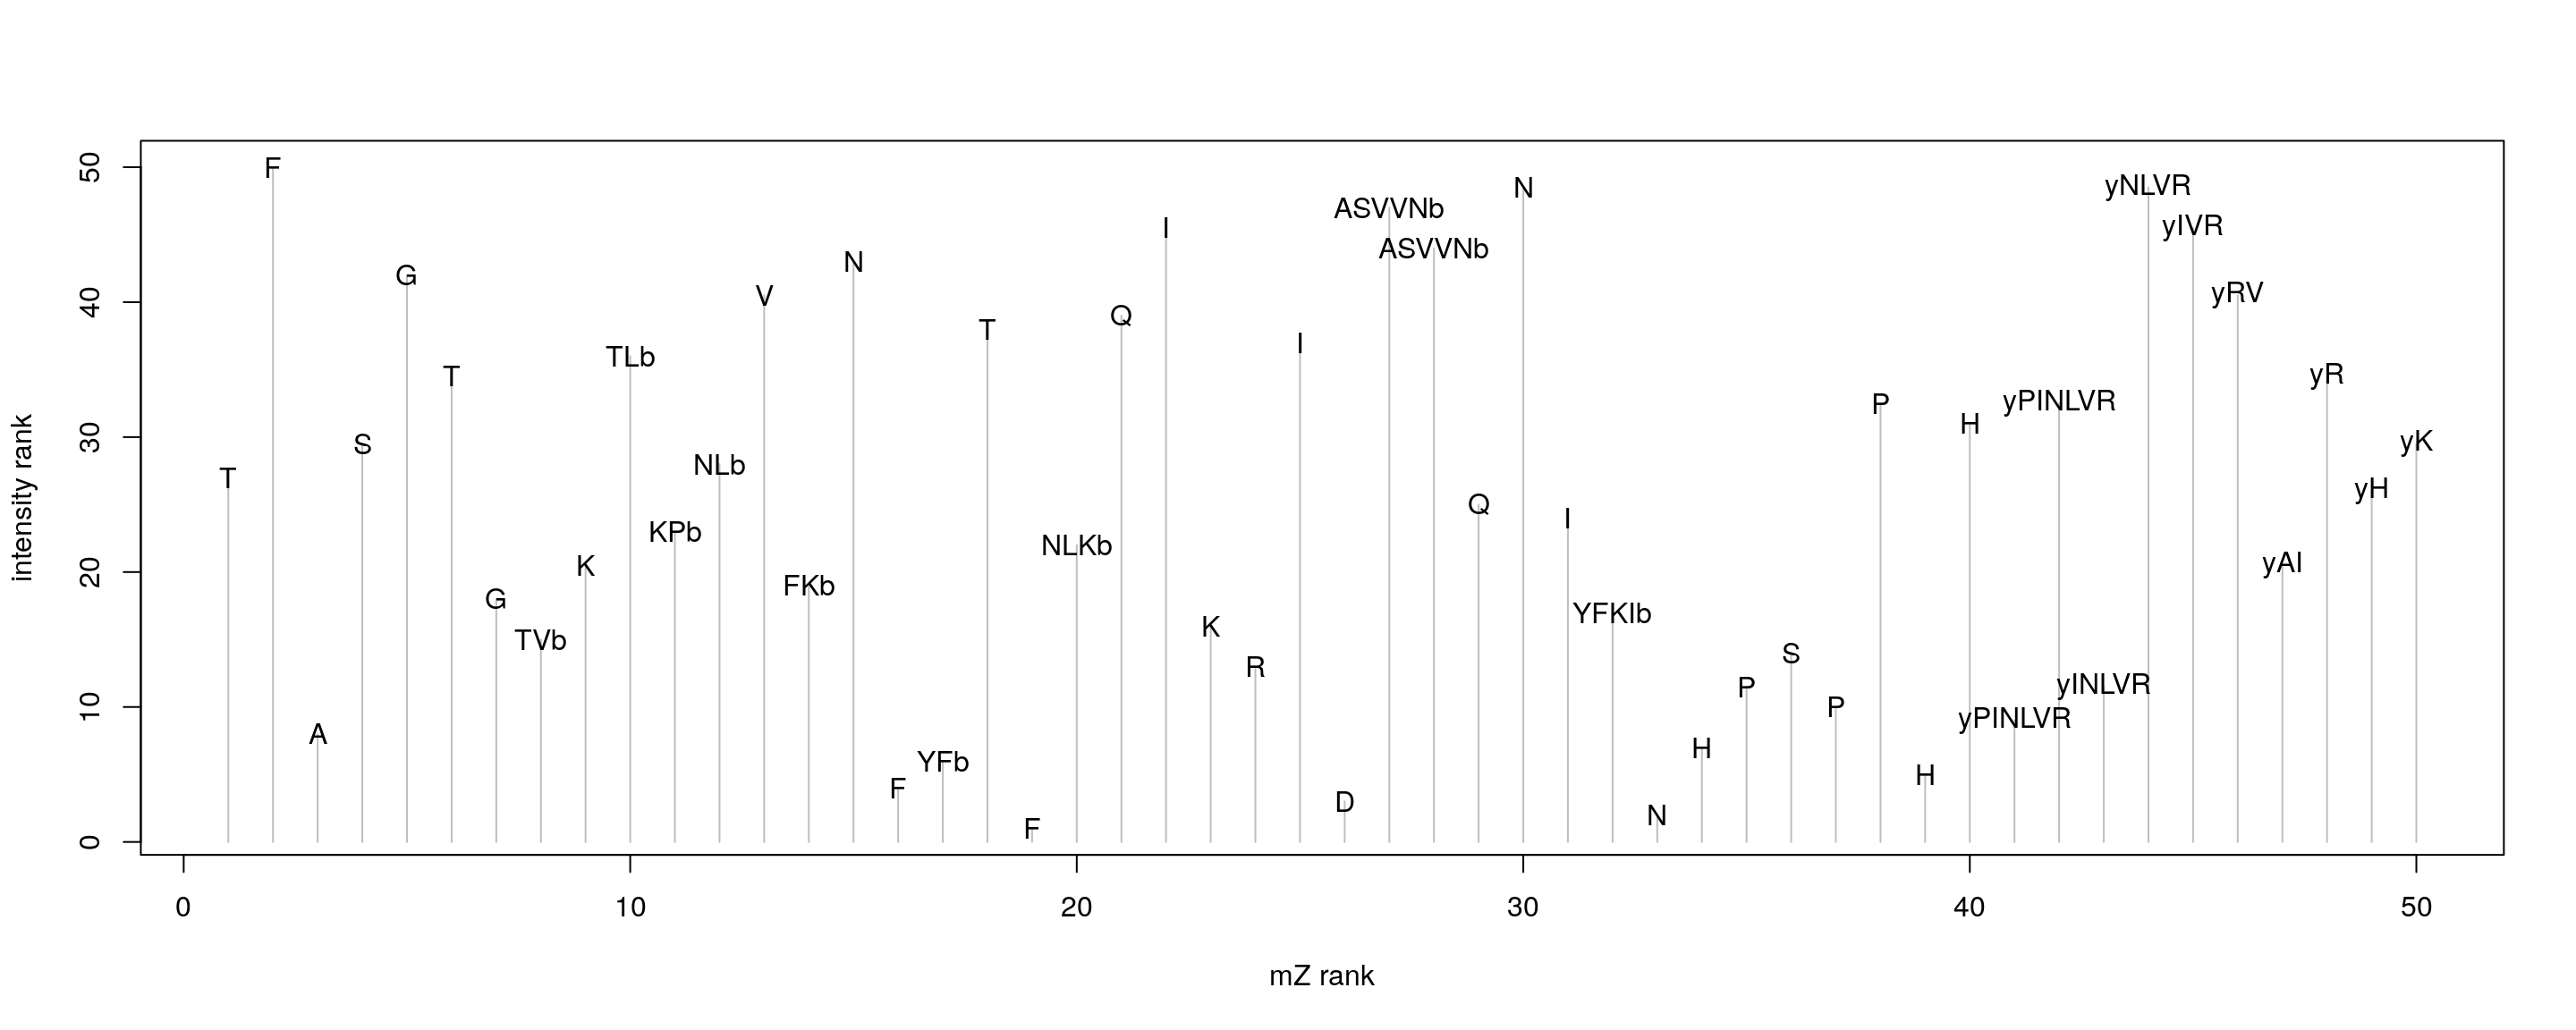 intensity rank
50
40
30
20
10
0
T
F
A
S
G
T
G
TVb
K
TLb
KPb
NLb
V
FKb
N
F
YFb
T
F
NLKb
Q
I
K
R
I
D
ASVVNb
ASVVNb
Q
N
I
YFKIb
N
H
P
S
P
P
H
H
yPINLVR
yPINLVR
yINLVR
yNLVR
yIVR
yRV
yAI
yR
yH
yK
0 10 20 30 40 50
mZ rank